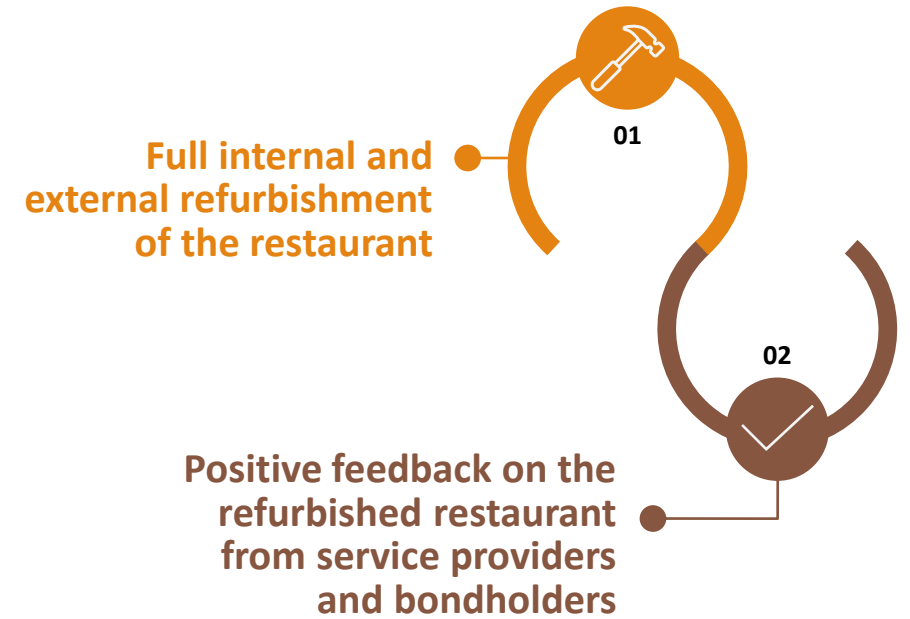 01
Full internal and
external refurbishment
of the restaurant
02
Positive feedback on the
refurbished restaurant
from service providers
and bondholders